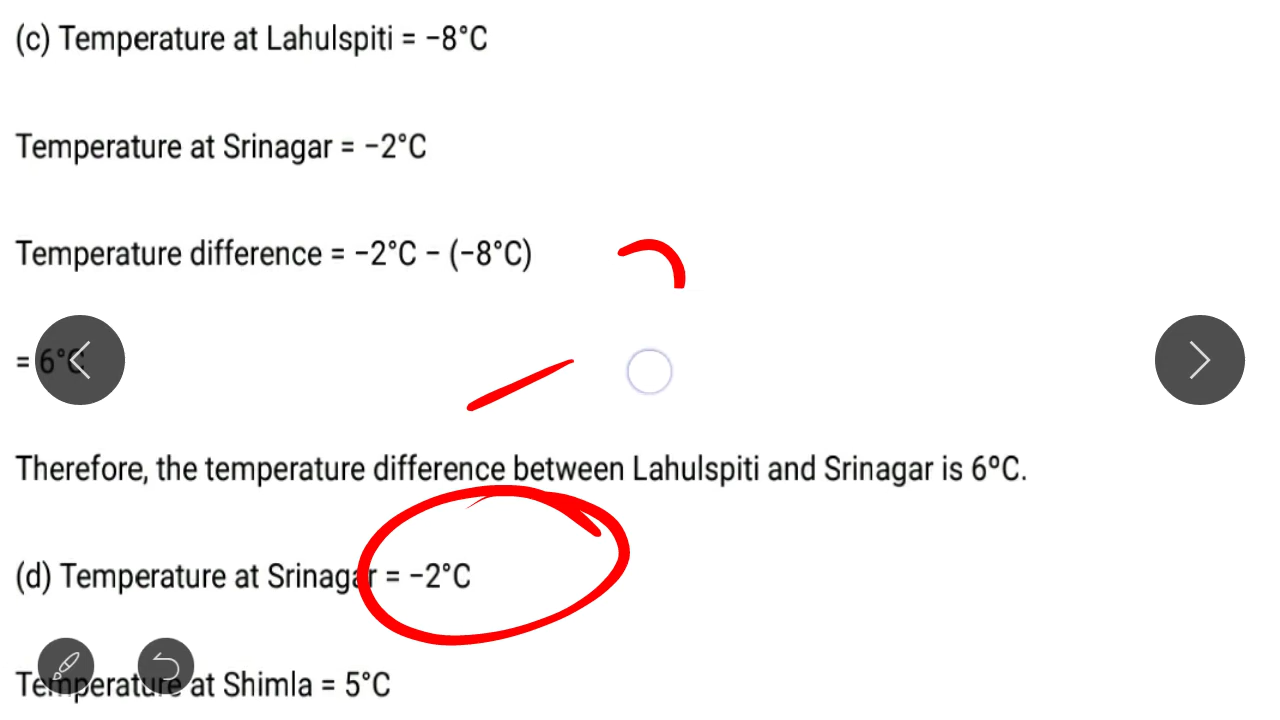 (c) Temperature at Lahulspiti = −8°C
Temperature at Srinagar = −2°C
Temperature difference = −2°C − (−8°C)
= 6°C
Therefore, the temperature difference between Lahulspiti and Srinagar is 6ºC.
(d) Temperature at Srinagar = −2°C
Temperature at Shimla = 5°C